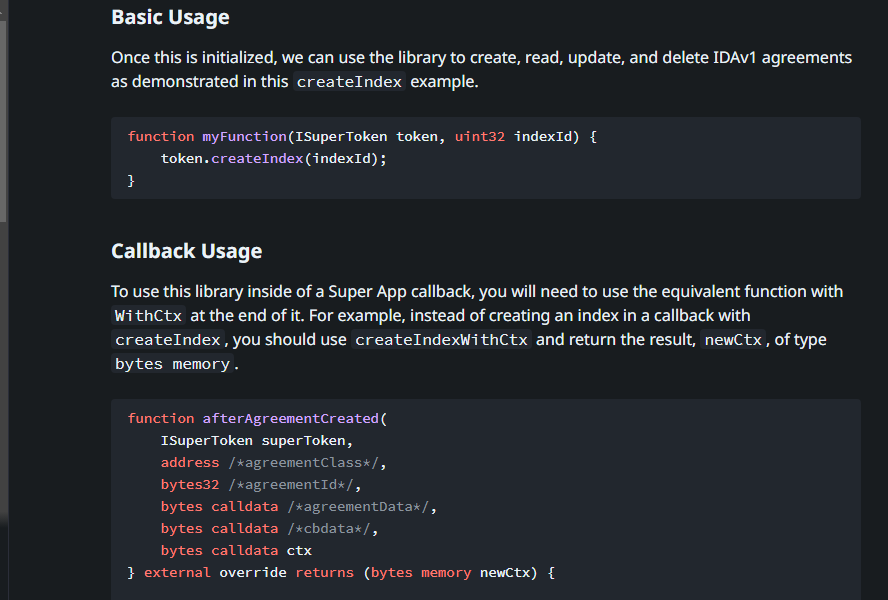 Basic Usage
Once this is initialized, we can use the library to create, read, update, and delete IDAv1 agreements
as demonstrated in this createIndex example.
function myFunction(ISuperToken token, uint32 indexId) {
    token.createIndex(indexId);
}
Callback Usage
To use this library inside of a Super App callback, you will need to use the equivalent function with
WithCtx at the end of it. For example, instead of creating an index in a callback with
createIndex, you should use createIndexWithCtx and return the result, newCtx, of type
bytes memory.
function afterAgreementCreated(
    ISuperToken superToken,
    address /*agreementClass*/,
    bytes32 /*agreementId*/,
    bytes calldata /*agreementData*/,
    bytes calldata /*cbdata*/,
    bytes calldata ctx
} external override returns (bytes memory newCtx) {